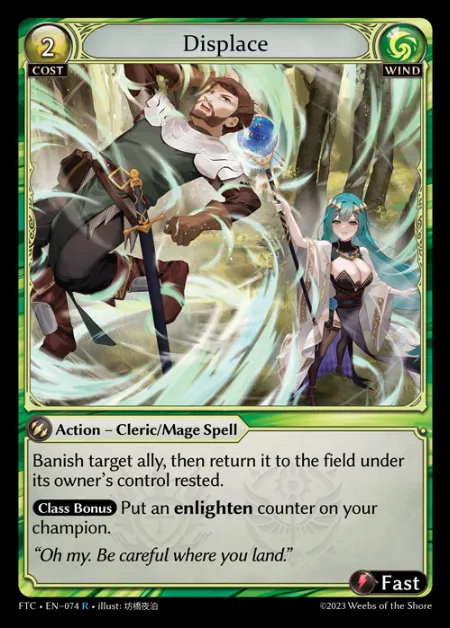 2
Displace
COST
WIND
Action – Cleric/Mage Spell
Banish target ally, then return it to the field under
its owner's control rested.
Class Bonus Put an enlighten counter on your
champion.
“Oh my. Be careful where you land.”
Fast
FTC • EN-074 R • illust: 坊橋夜泊
©2023 Weebs of the Shore